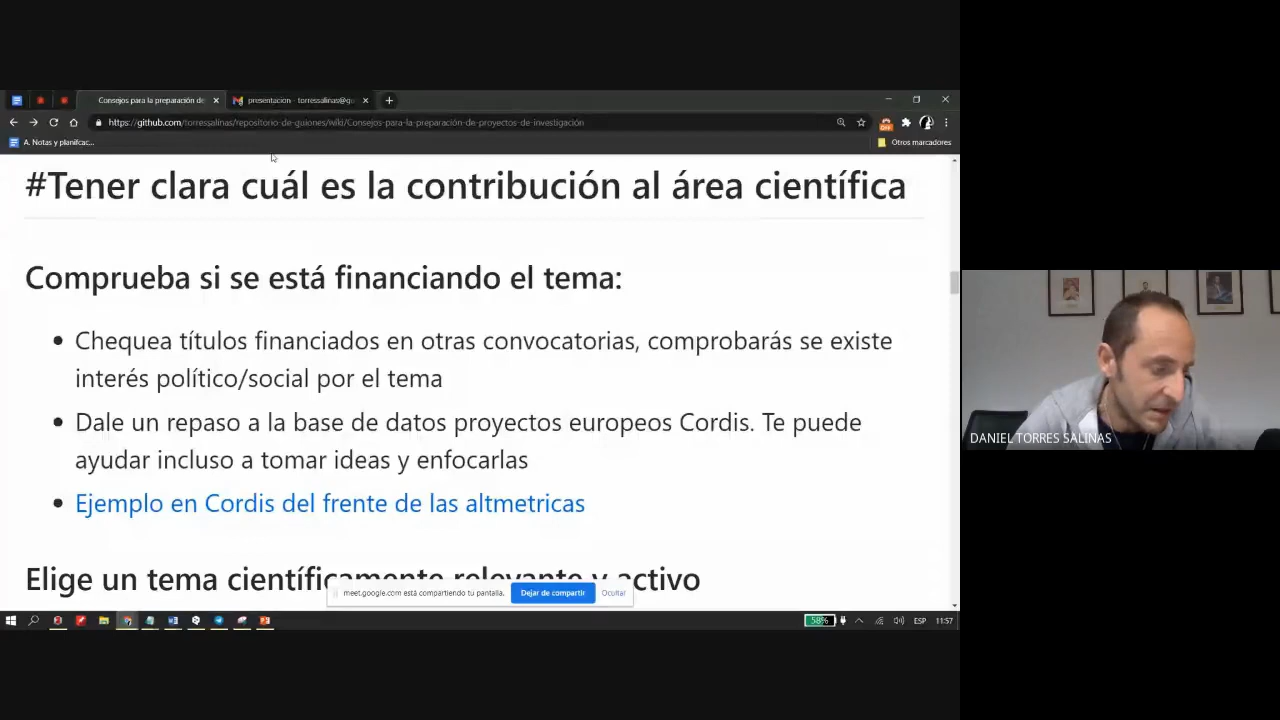 Consejos para la preparación de
presentacion - torressalinas@gu
https://github.com/torressalinas/repositorio-de-guiones/wiki/Consejos-para-la-preparación-de-proyectos-de-investigación
A. Notas y planifcac...
Otros marcadores
#Tener clara cuál es la contribución al área científica
Comprueba si se está financiando el tema:
Chequea títulos financiados en otras convocatorias, comprobarás se existe
interés político/social por el tema
Dale un repaso a la base de datos proyectos europeos Cordis. Te puede
ayudar incluso a tomar ideas y enfocarlas
Ejemplo en Cordis del frente de las altmetricas
Elige un tema científicamente relevante y activo
meet.google.com está compartiendo tu pantalla.
Dejar de compartir
Ocultar
58%
ESP
11:57
DANIEL TORRES SALINAS